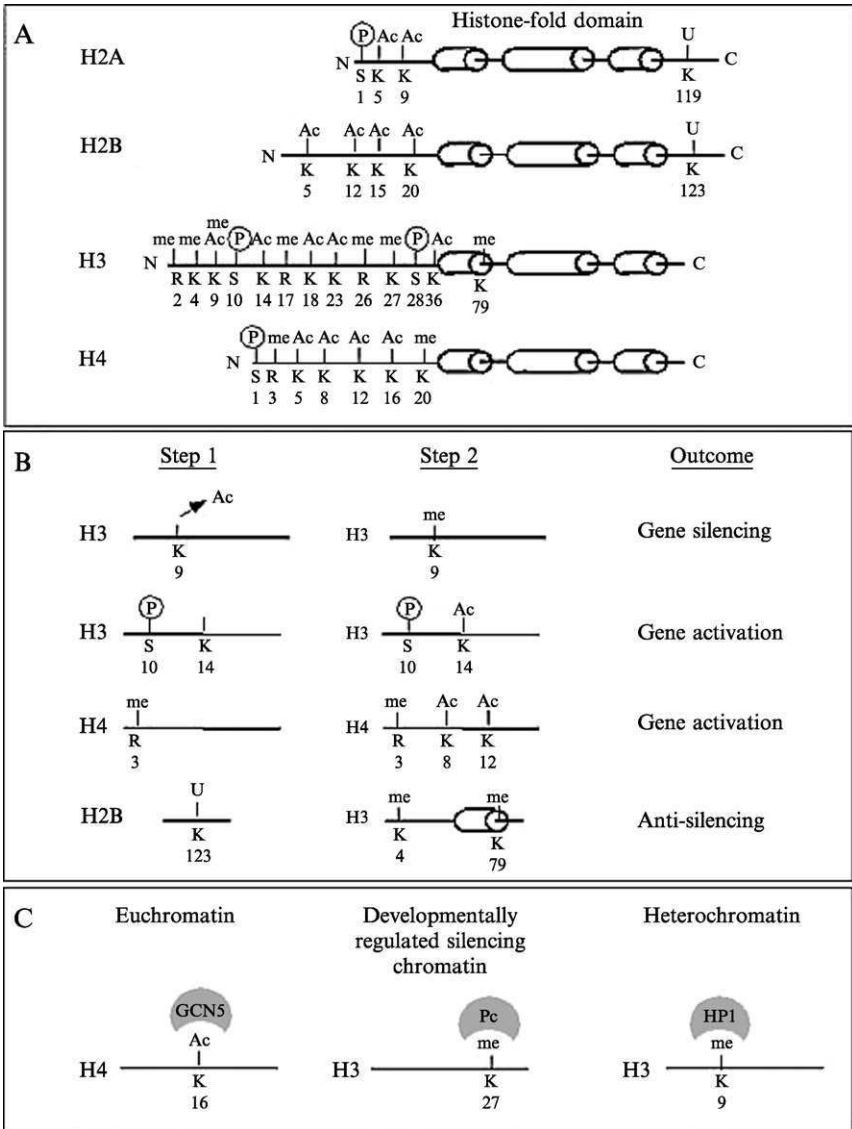 A
Histone-fold domain
H2A
P Ac Ac U
N C
S K K K
1 5 9 119
H2B
Ac Ac Ac Ac U
N C
K K K K K
5 12 15 20 123
H3
me
me me Ac P Ac me Ac Ac me me P Ac me
N C
R K K S K R K K R K S K K
2 4 9 10 14 17 18 23 26 27 28 36 79
H4
P me Ac Ac Ac Ac me
N C
S R K K K K K
1 3 5 8 12 16 20
B
Step 1 Step 2 Outcome
Ac me
H3 H3 Gene silencing
K K
9 9
P P Ac
H3 H3 Gene activation
S K S K
10 14 10 14
me me Ac Ac
H4 H4 Gene activation
R R K K
3 3 8 12
U me me
H2B H3 Anti-silencing
K K K
123 4 79
C
Euchromatin Developmentally Heterochromatin
regulated silencing
chromatin
GCN5 Pc HP1
Ac me me
H4 H3 H3
K K K
16 27 9